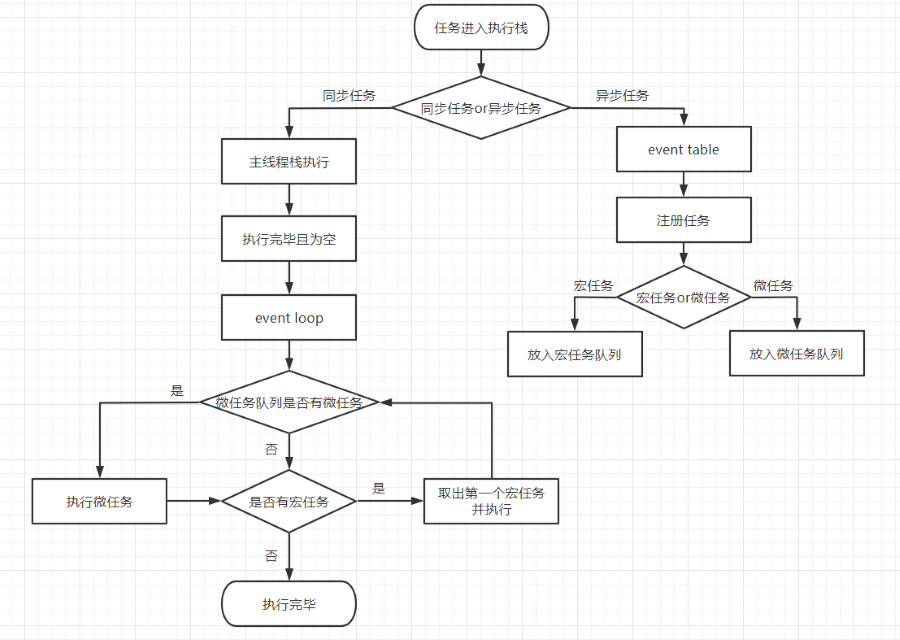 任务进入执行栈
同步任务
同步任务or异步任务
异步任务
主线程栈执行
event table
执行完毕且为空
注册任务
event loop
宏任务
宏任务or微任务
微任务
放入宏任务队列
放入微任务队列
是
微任务队列是否有微任务
否
执行微任务
是否有宏任务
是
取出第一个宏任务
并执行
否
执行完毕